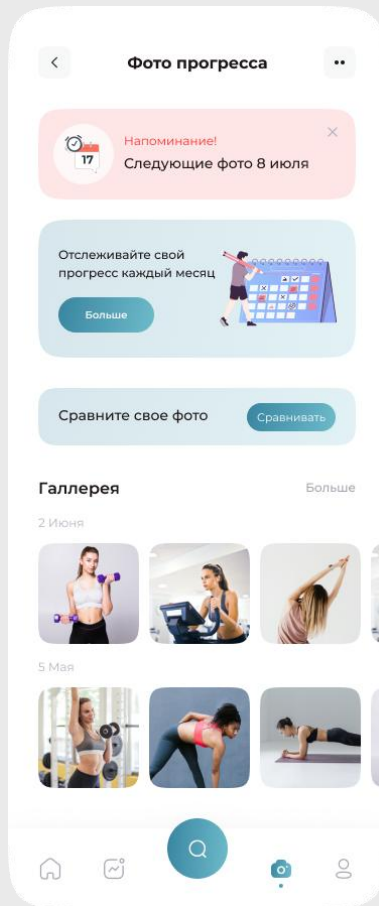 Фото прогресса
Напоминание!
17
Следующие фото 8 июля
Отслеживайте свой
прогресс каждый месяц
Больше
Сравните свое фото
Сравнивать
Галлерея
Больше
2 Июня
5 Мая